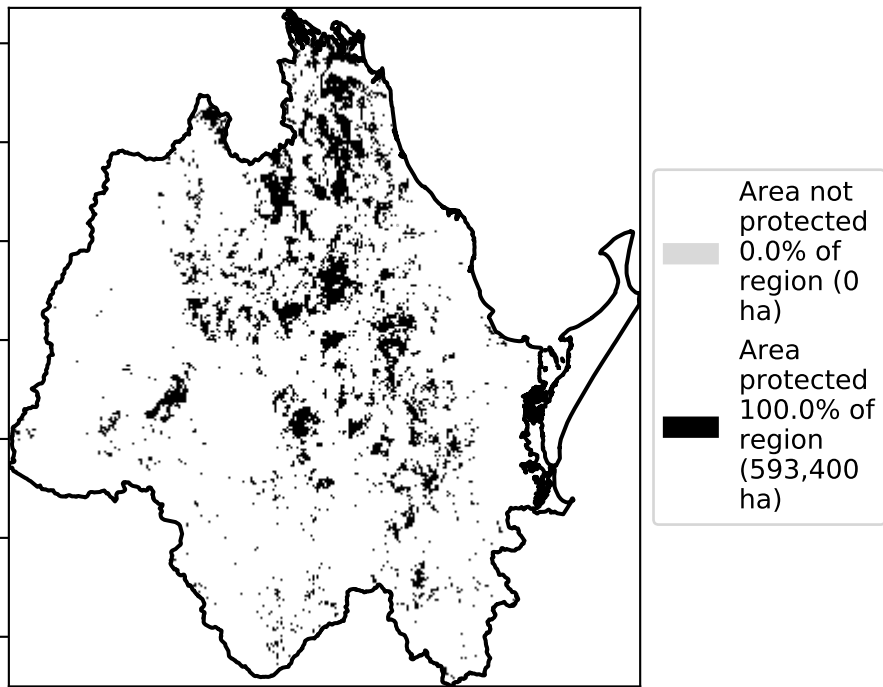 Area not
protected
0.0% of
region (0
ha)
Area
protected
100.0% of
region
(593,400
ha)